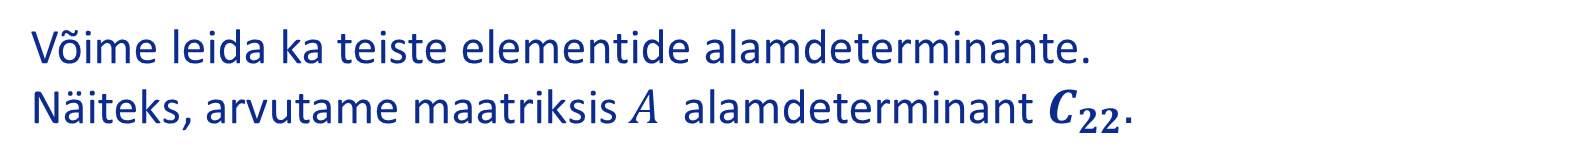 Võime leida ka teiste elementide alamdeterminante.
Näiteks, arvutame maatriksis A alamdeterminant C₂₂.